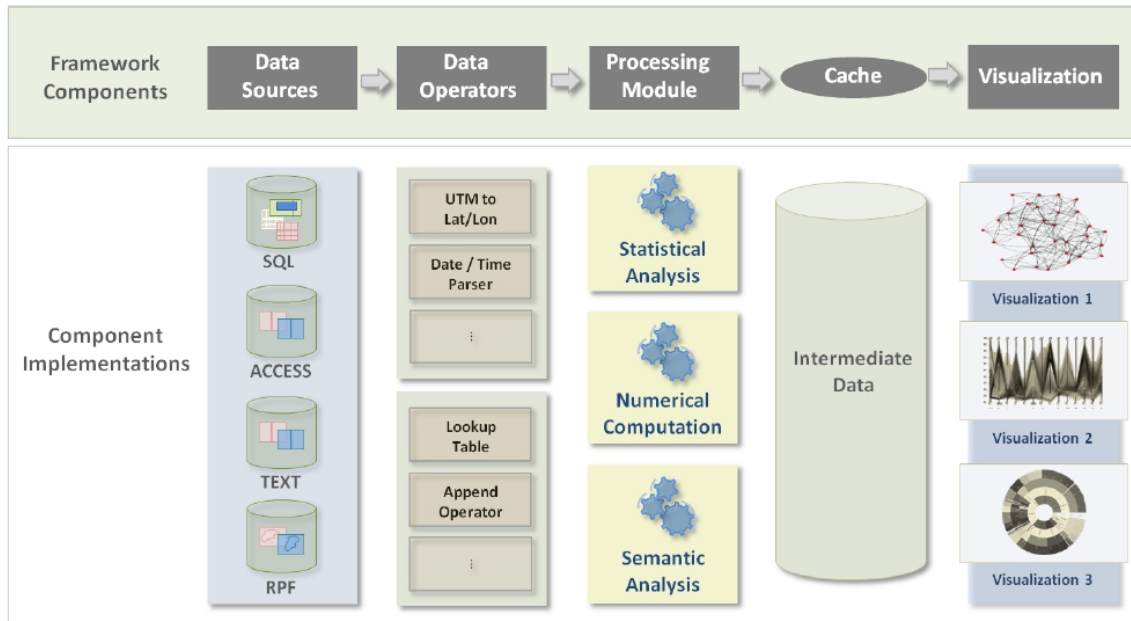 Framework
Components
Data
Sources
Data
Operators
Processing
Module
Cache
Visualization
Component
Implementations
SQL
ACCESS
TEXT
RPF
UTM to
Lat/Lon
Date / Time
Parser
⋮
Lookup
Table
Append
Operator
⋮
Statistical
Analysis
Numerical
Computation
Semantic
Analysis
Intermediate
Data
Visualization 1
Visualization 2
Visualization 3